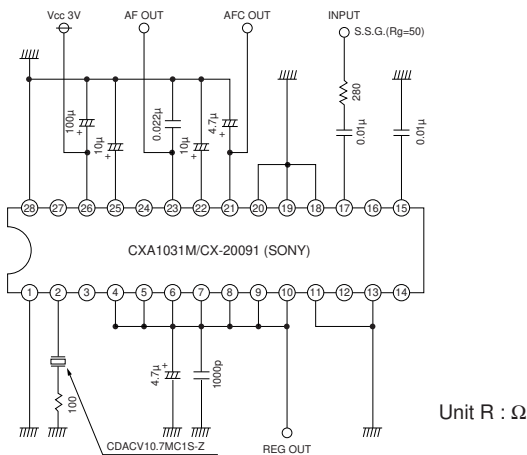 Vcc 3V
AF OUT
AFC OUT
INPUT
S.S.G.(Rg=50)
280
100μ
+
10μ
+
0.022μ
10μ
+
4.7μ
+
0.01μ
0.01μ
28 27 26 25 24 23 22 21 20 19 18 17 16 15
CXA1031M/CX-20091 (SONY)
1 2 3 4 5 6 7 8 9 10 11 12 13 14
4.7μ
+
1000p
100
CDACV10.7MC1S-Z
REG OUT
Unit R : Ω